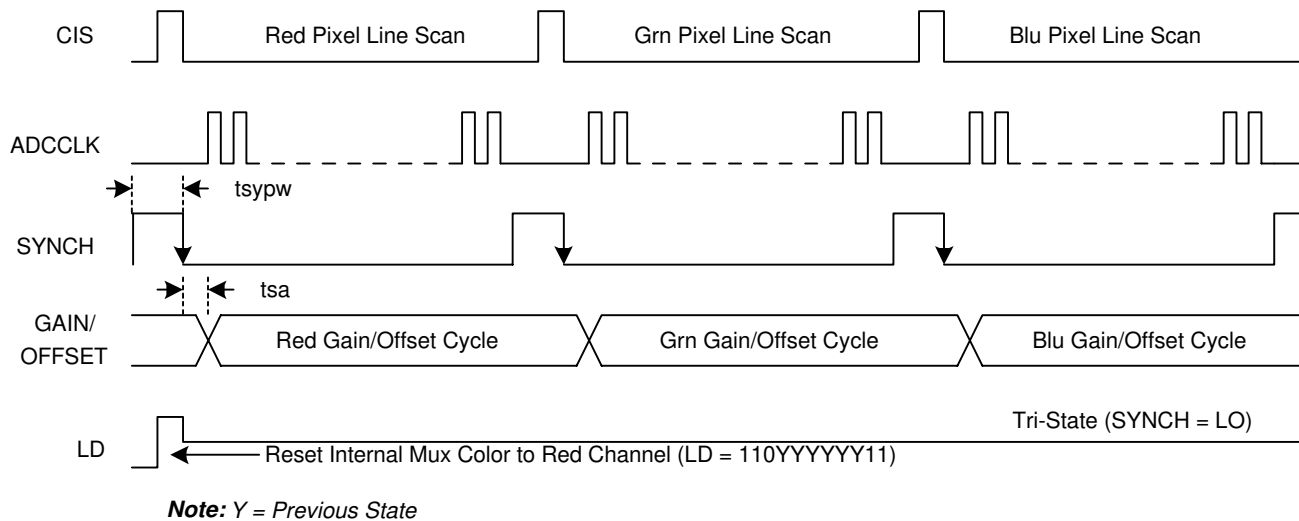 CIS
Red Pixel Line Scan
Grn Pixel Line Scan
Blu Pixel Line Scan
ADCCLK
tsypw
SYNCH
tsa
GAIN/
OFFSET
Red Gain/Offset Cycle
Grn Gain/Offset Cycle
Blu Gain/Offset Cycle
Tri-State (SYNCH = LO)
LD
Reset Internal Mux Color to Red Channel (LD = 110YYYYYY11)
Note: Y = Previous State